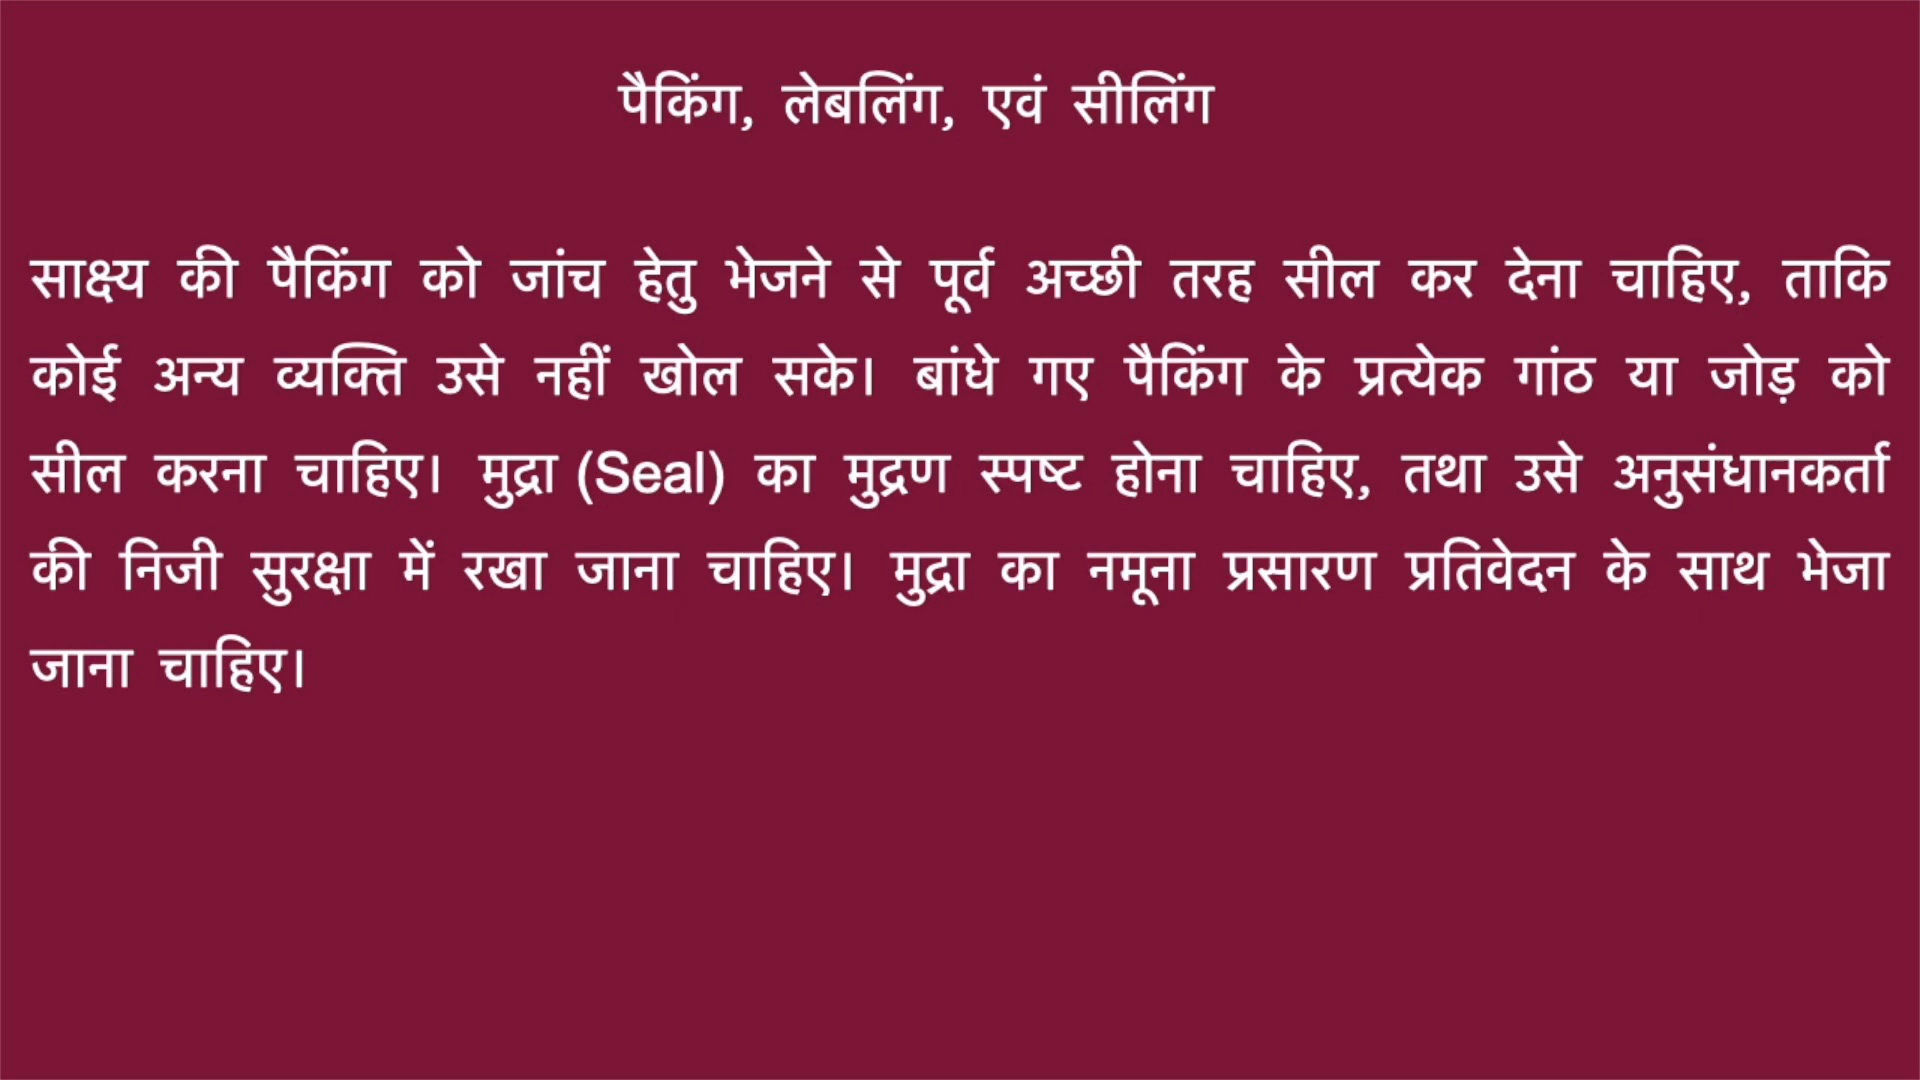 पैकिंग, लेबलिंग, एवं सीलिंग
साक्ष्य की पैकिंग को जांच हेतु भेजने से पूर्व अच्छी तरह सील कर देना चाहिए, ताकि
कोई अन्य व्यक्ति उसे नहीं खोल सके। बांधे गए पैकिंग के प्रत्येक गांठ या जोड़ को
सील करना चाहिए। मुद्रा (Seal) का मुद्रण स्पष्ट होना चाहिए, तथा उसे अनुसंधानकर्ता
की निजी सुरक्षा में रखा जाना चाहिए। मुद्रा का नमूना प्रसारण प्रतिवेदन के साथ भेजा
जाना चाहिए।